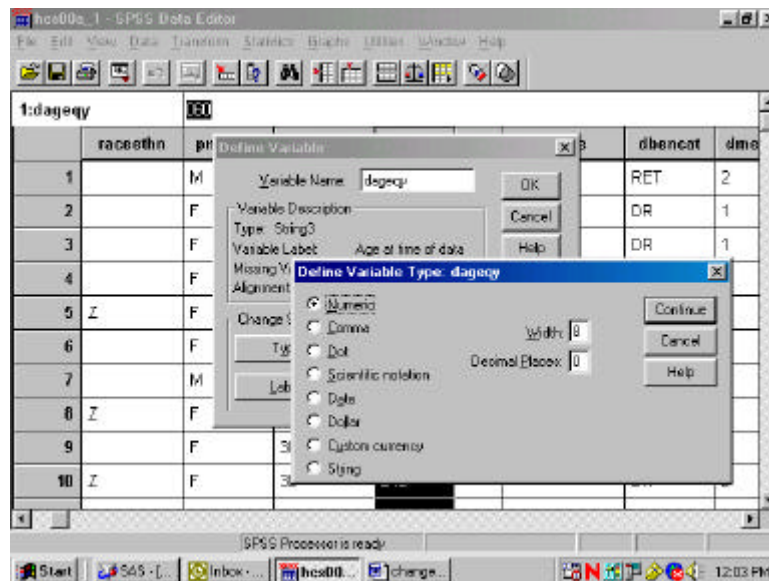 hcs00a_1 - SPSS Data Editor
File Edit View Data Transform Statistics Graphs Utilities Window Help
1:dageqy 060
racsethn dbencat dme
1 M RET 2
2 F DR 1
3 F DR 1
4 F
5 Z F
6 F
7 M
8 Z F
9 F
10 Z F
Define Variable
Variable Name: dageqy
OK
Variable Description
Cancel
Type: String3
Variable Label: Age at time of data
Help
Alignment
Define Variable Type: dageqy
Numeric
Comma
Dot
Scientific notation
Date
Dollar
Custom currency
String
Width: 8
Decimal Places: 0
Continue
Cancel
Help
SPSS Processor is ready
Start SAS - [... Inbox - ... hcs00... change...
12:03 PM